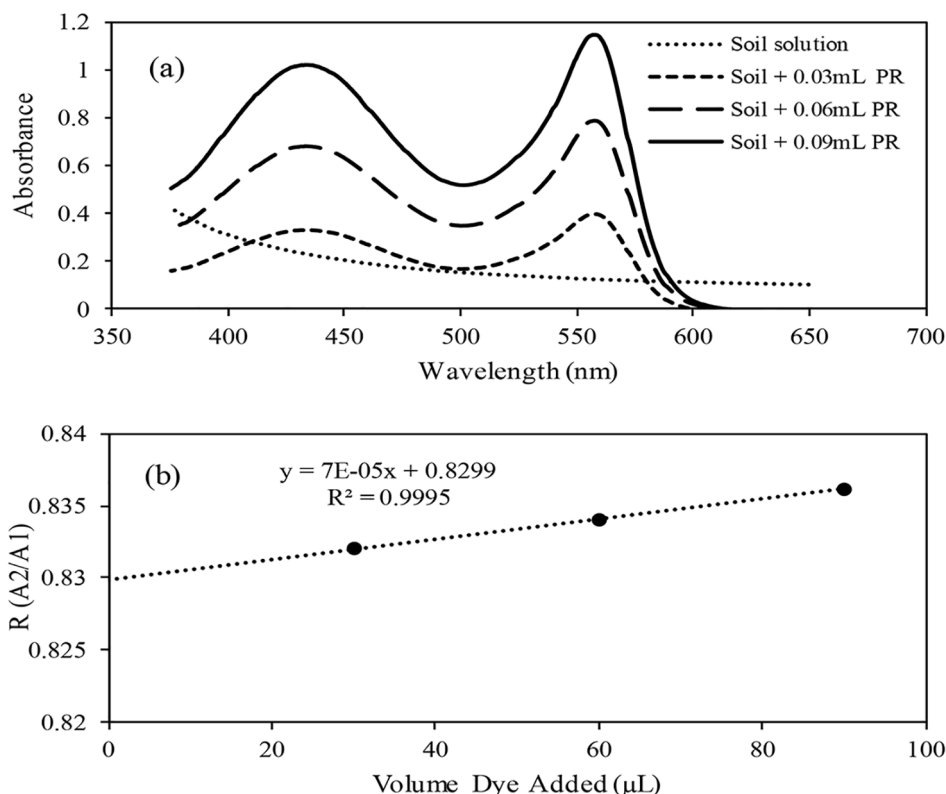 1.2
1
0.8
0.6
0.4
0.2
0
Absorbance
(a)
Soil solution
Soil + 0.03mL PR
Soil + 0.06mL PR
Soil + 0.09mL PR
350 400 450 500 550 600 650 700
Wavelength (nm)
0.84
0.835
0.83
0.825
0.82
R (A2/A1)
(b)
y = 7E-05x + 0.8299
R² = 0.9995
0 20 40 60 80 100
Volume Dye Added (μL)